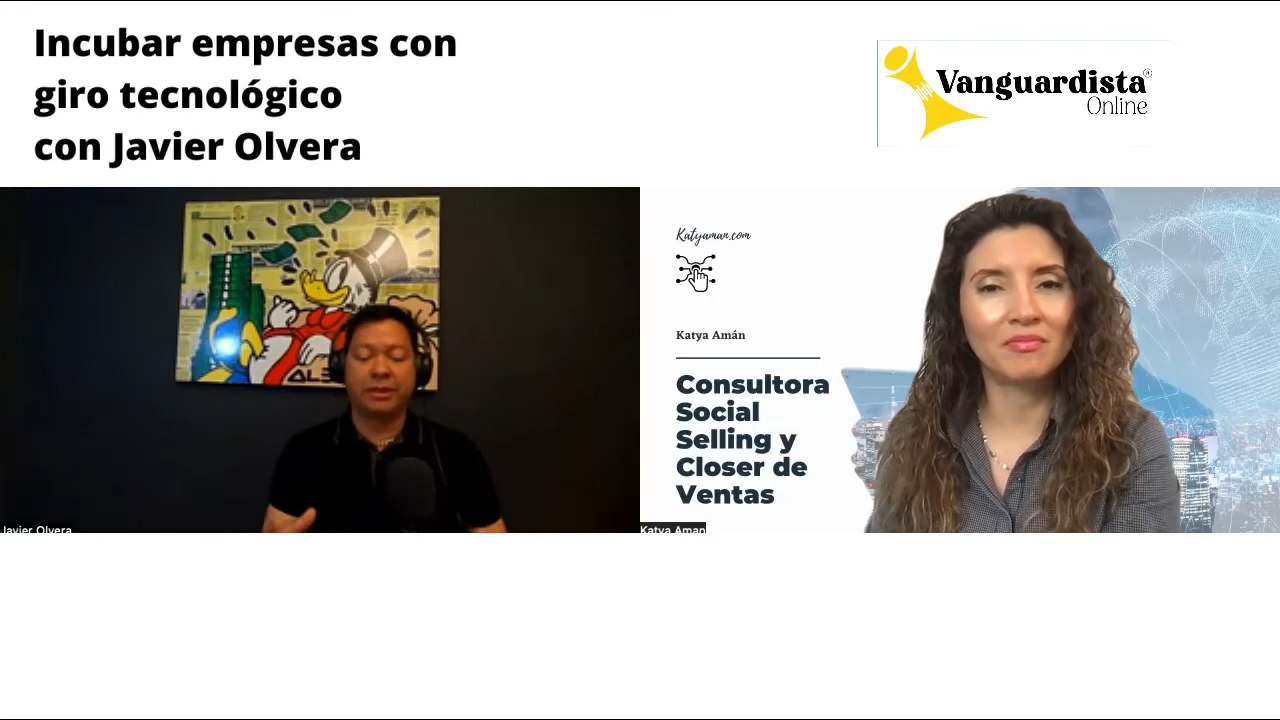 Incubar empresas con
giro tecnológico
con Javier Olvera
Vanguardista®
Online
Katyaman.com
Katya Amán
Consultora
Social
Selling y
Closer de
Ventas
Javier Olvera
Katya Aman